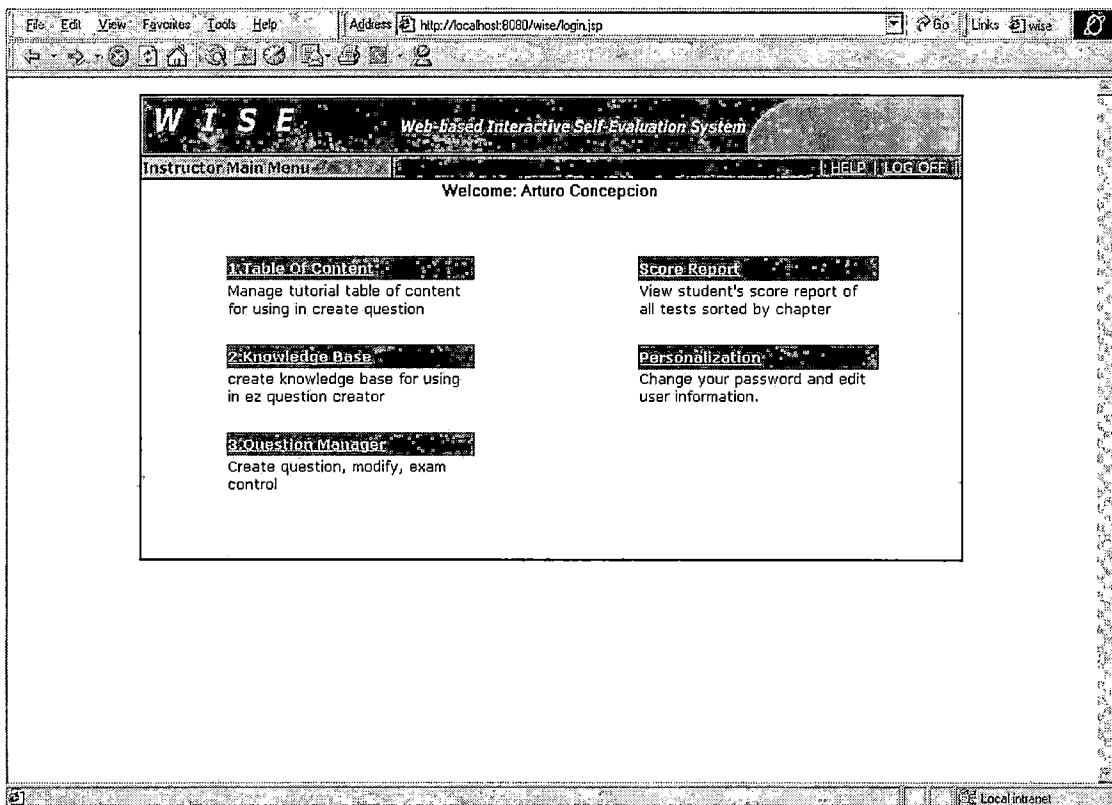 File Edit View Favorites Tools Help Address http://localhost:8080/wise/login.jsp Go Links wise
W I S E Web-based Interactive Self-Evaluation System
Instructor Main Menu HELP LOG OFF
Welcome: Arturo Concepcion
1.Table Of Content
Manage tutorial table of content
for using in create question
2.Knowledge Base
create knowledge base for using
in ez question creator
3.Question Manager
Create question, modify, exam
control
Score Report
View student's score report of
all tests sorted by chapter
Personalization
Change your password and edit
user information.
Local intranet